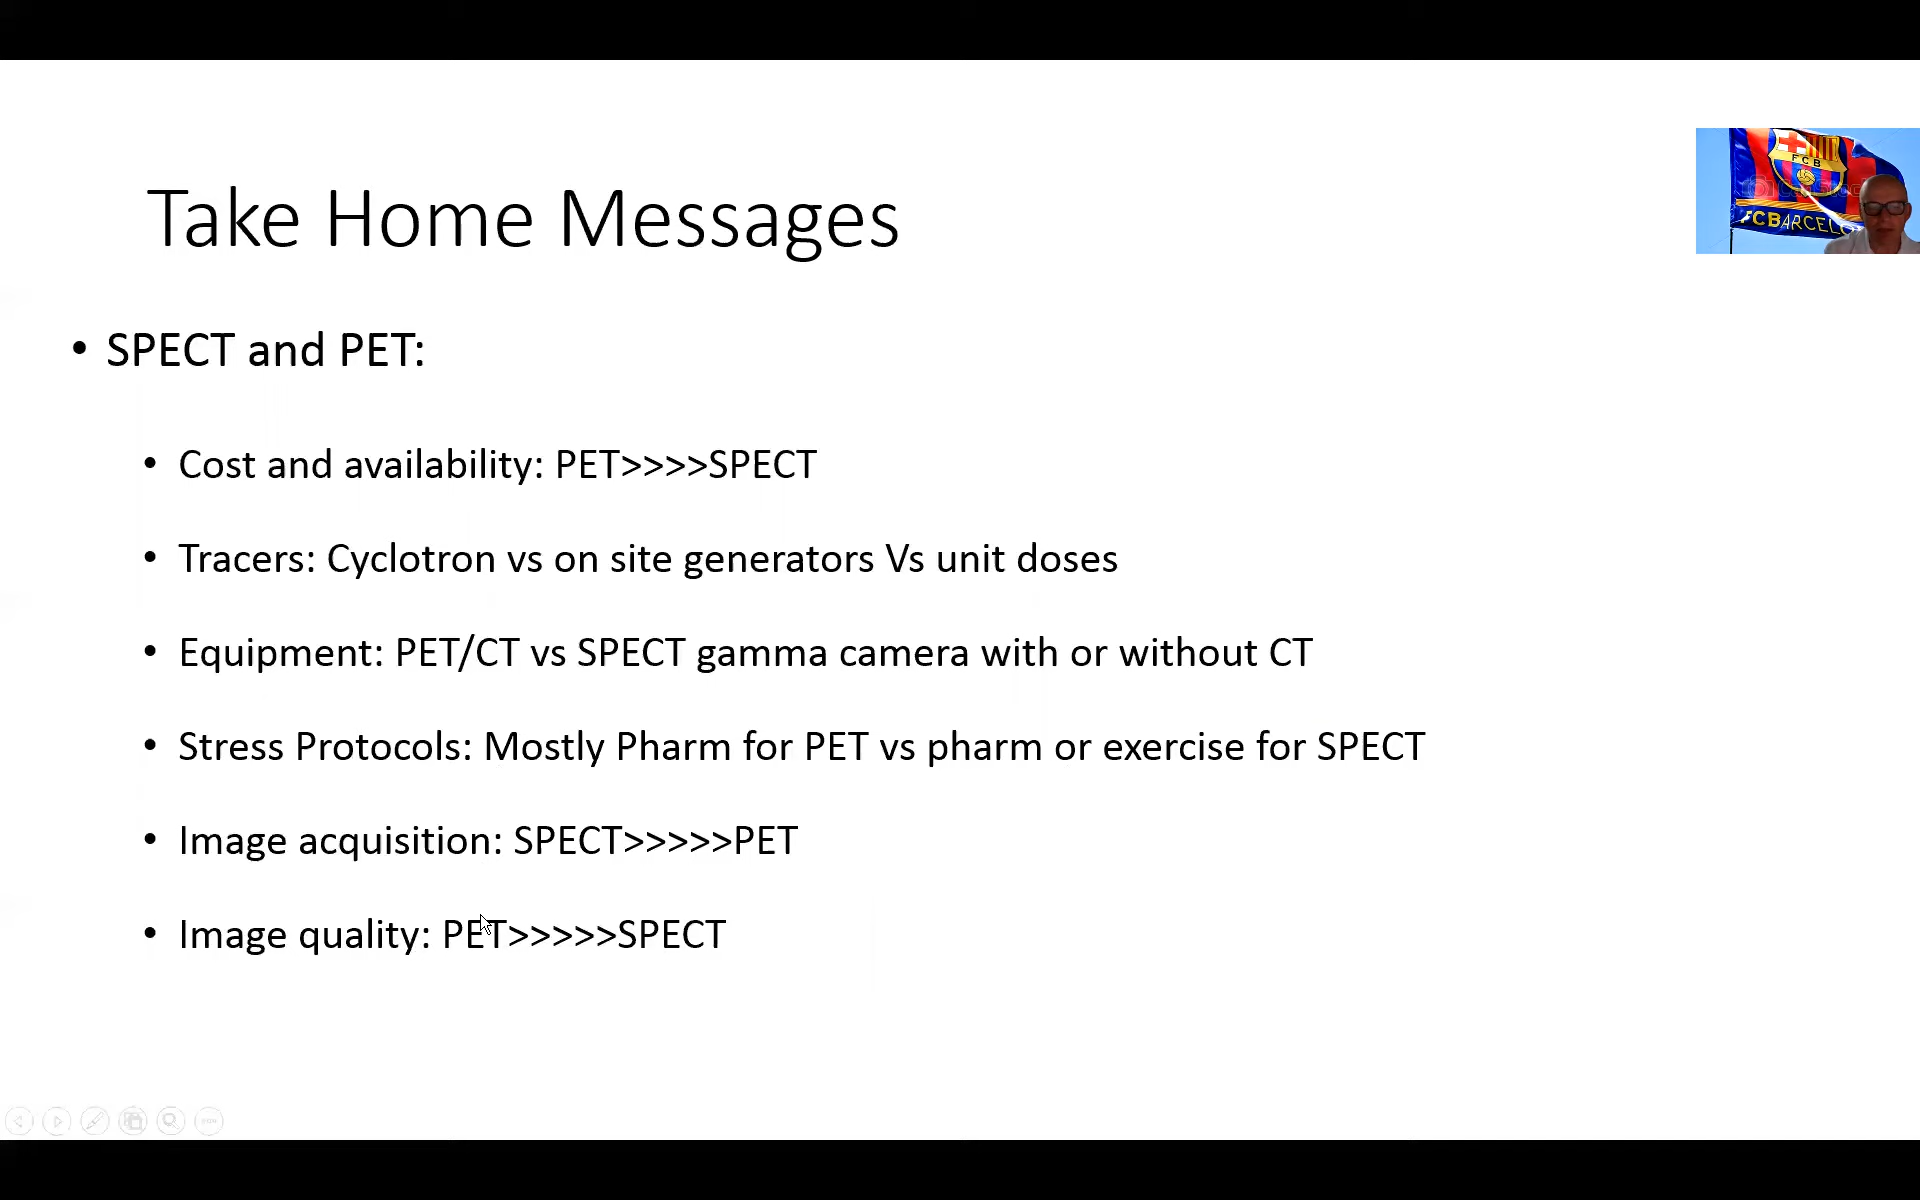 Take Home Messages
FCB
FCBARCELO
• SPECT and PET:
• Cost and availability: PET>>>>SPECT
• Tracers: Cyclotron vs on site generators Vs unit doses
• Equipment: PET/CT vs SPECT gamma camera with or without CT
• Stress Protocols: Mostly Pharm for PET vs pharm or exercise for SPECT
• Image acquisition: SPECT>>>>>PET
• Image quality: PET>>>>>SPECT